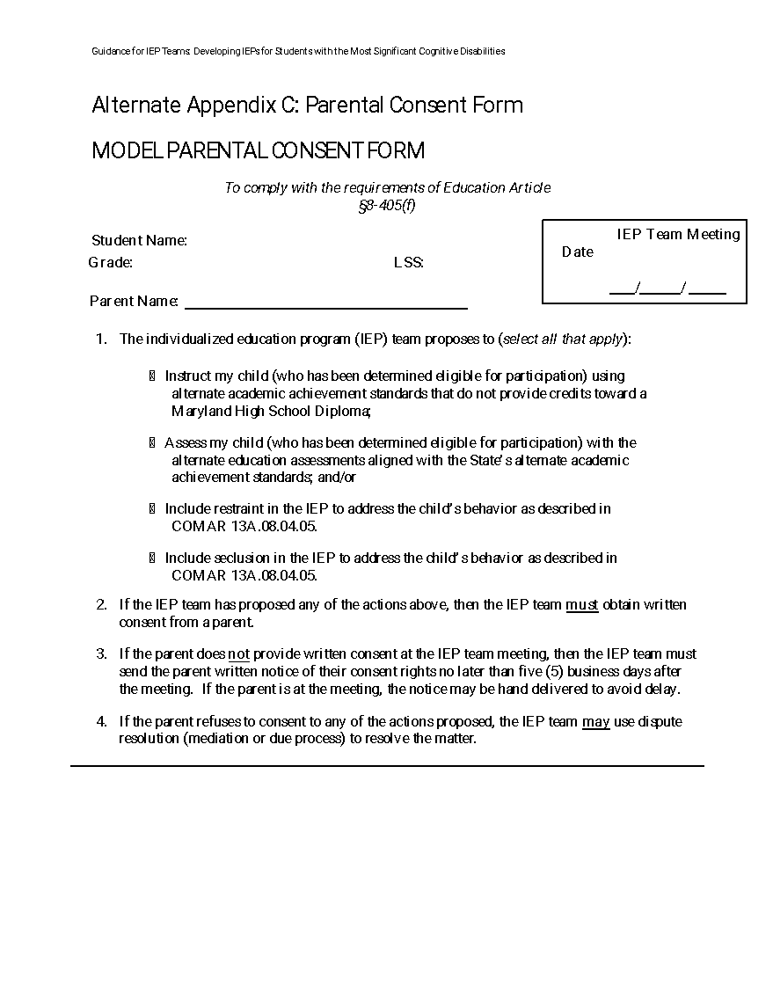 Guidance for IEP Teams: Developing IEPs for Students with the Most Significant Cognitive Disabilities
Alternate Appendix C: Parental Consent Form
MODEL PARENTAL CONSENT FORM
To comply with the requirements of Education Article
§8-405(f)
IEP Team Meeting
Date
___/_____/_____
Student Name:
Grade: LSS:
Parent Name: ______________________
1. The individualized education program (IEP) team proposes to (select all that apply):
Instruct my child (who has been determined eligible for participation) using
alternate academic achievement standards that do not provide credits toward a
Maryland High School Diploma;
Assess my child (who has been determined eligible for participation) with the
alternate education assessments aligned with the State's alternate academic
achievement standards; and/or
Include restraint in the IEP to address the child's behavior as described in
COMAR 13A.08.04.05.
Include seclusion in the IEP to address the child's behavior as described in
COMAR 13A.08.04.05.
2. If the IEP team has proposed any of the actions above, then the IEP team must obtain written
consent from a parent.
3. If the parent does not provide written consent at the IEP team meeting, then the IEP team must
send the parent written notice of their consent rights no later than five (5) business days after
the meeting. If the parent is at the meeting, the notice may be hand delivered to avoid delay.
4. If the parent refuses to consent to any of the actions proposed, the IEP team may use dispute
resolution (mediation or due process) to resolve the matter.